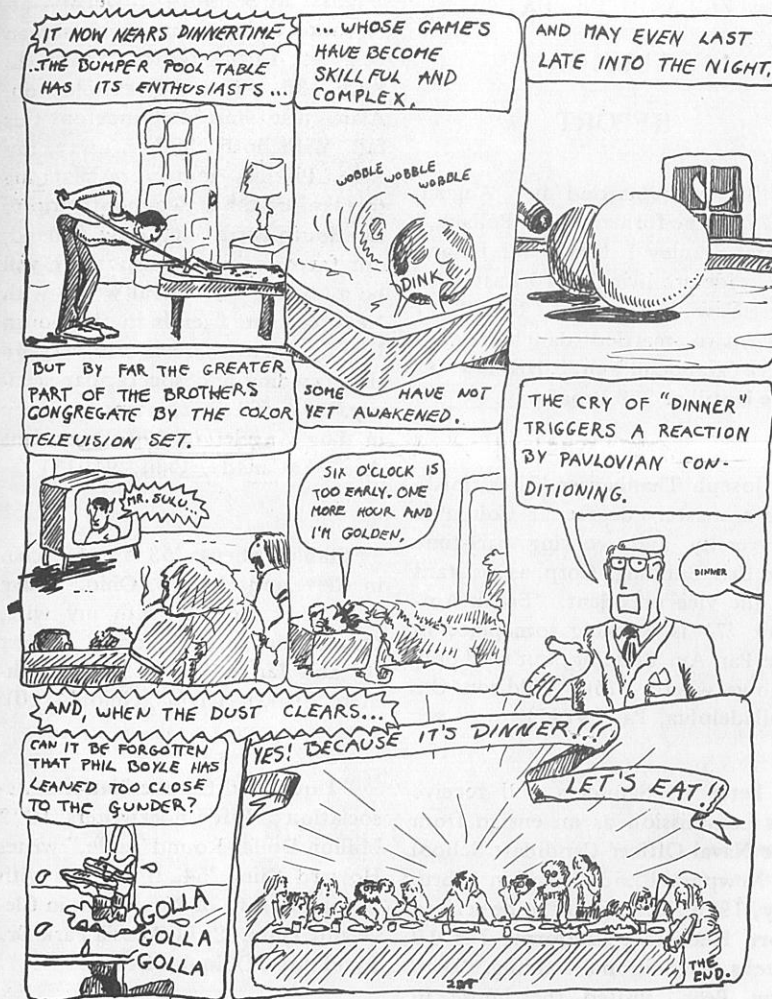 IT NOW NEARS DINNERTIME
..THE BUMPER POOL TABLE
HAS ITS ENTHUSIASTS...
... WHOSE GAMES
HAVE BECOME
SKILLFUL AND
COMPLEX,
WOBBLE
WOBBLE
WOBBLE
DINK
AND MAY EVEN LAST
LATE INTO THE NIGHT.
BUT BY FAR THE GREATER
PART OF THE BROTHERS
CONGREGATE BY THE COLOR
TELEVISION SET.
MR. SULU...
SOME HAVE NOT
YET AWAKENED.
SIX O'CLOCK IS
TOO EARLY. ONE
MORE HOUR AND
I'M GOLDEN.
THE CRY OF "DINNER"
TRIGGERS A REACTION
BY PAVLOVIAN CON-
DITIONING.
DINNER
AND, WHEN THE DUST CLEARS...
CAN IT BE FORGOTTEN
THAT PHIL BOYLE HAS
LEANED TOO CLOSE
TO THE GUNDER?
GOLLA
GOLLA
GOLLA
YES! BECAUSE IT'S DINNER!!!
LET'S EAT!!
THE
END.